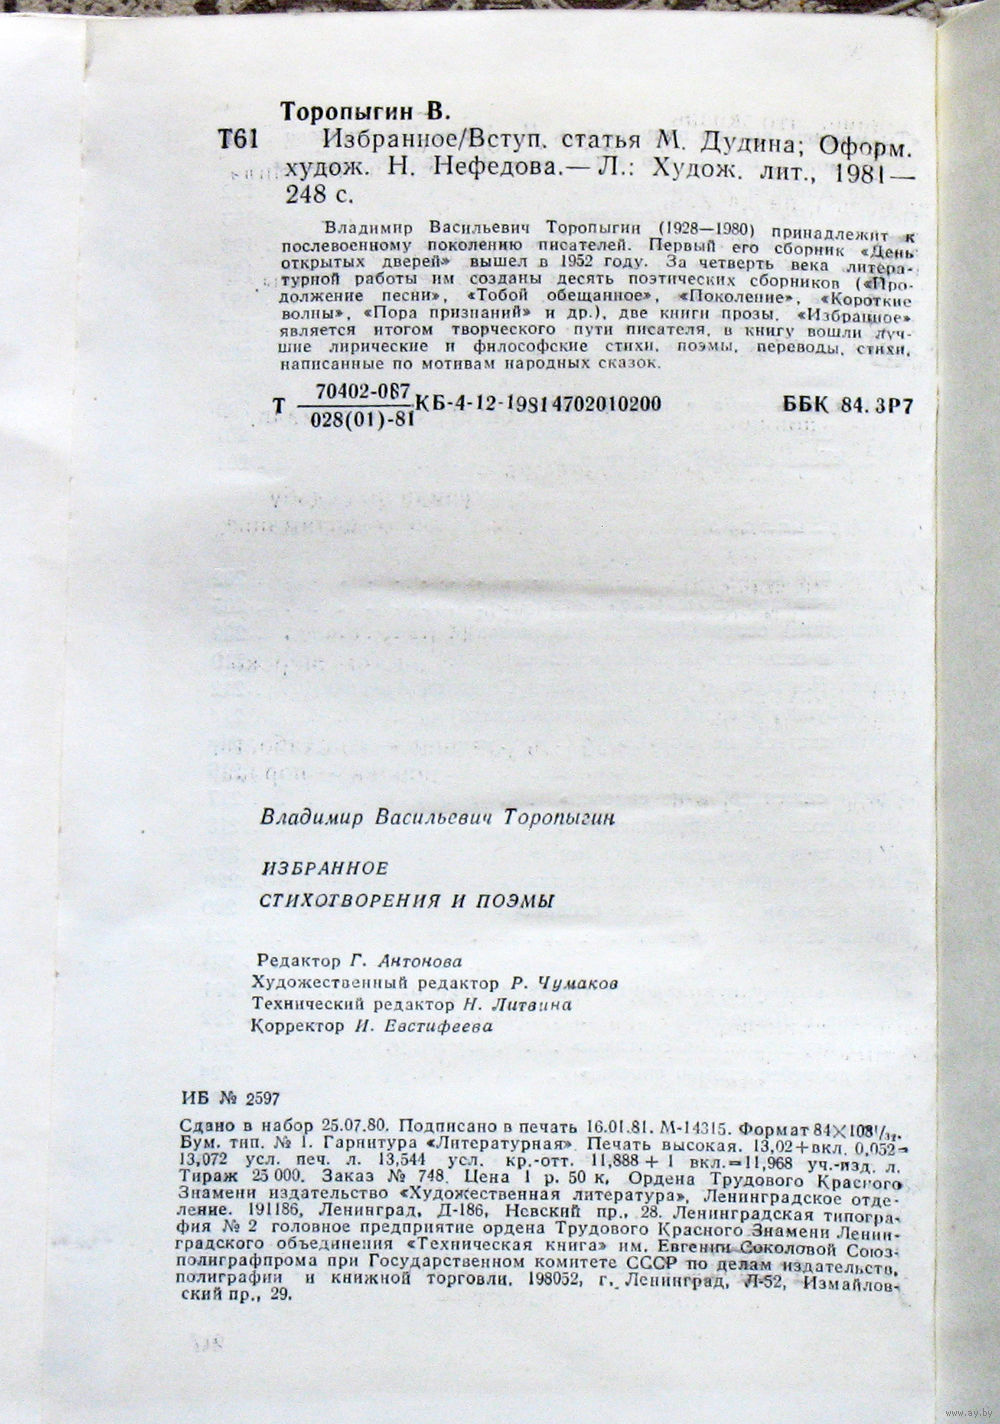 Торопыгин В.
Т61 Избранное/Вступ. статья М. Дудина; Оформ.
худож. Н. Нефедова.— Л.: Худож. лит., 1981—
248 с.
Владимир Васильевич Торопыгин (1928—1980) принадлежит к
послевоенному поколению писателей. Первый его сборник «День
открытых дверей» вышел в 1952 году. За четверть века литера-
турной работы им созданы десять поэтических сборников («Про-
должение песни», «Тобой обещанное», «Поколение», «Короткие
волны», «Пора признаний» и др.), две книги прозы. «Избранное»
является итогом творческого пути писателя, в книгу вошли луч-
шие лирические и философские стихи, поэмы, переводы, стихи,
написанные по мотивам народных сказок.
Т 70402-087
028(01)-81 КБ-4-12-19814702010200 ББК 84.3Р7
Владимир Васильевич Торопыгин
ИЗБРАННОЕ
СТИХОТВОРЕНИЯ И ПОЭМЫ
Редактор Г. Антонова
Художественный редактор Р. Чумаков
Технический редактор Н. Литвина
Корректор И. Евстифеева
ИБ № 2597
Сдано в набор 25.07.80. Подписано в печать 16.01.81. М-14315. Формат 84×108¹/₃₂.
Бум. тип. № 1. Гарнитура «Литературная». Печать высокая. 13,02+вкл. 0,052=
13,072 усл. печ. л. 13,544 усл. кр.-отт. 11,888 + 1 вкл.=11,968 уч.-изд. л.
Тираж 25 000. Заказ № 748. Цена 1 р. 50 к. Ордена Трудового Красного
Знамени издательство «Художественная литература», Ленинградское отде-
ление. 191186, Ленинград, Д-186, Невский пр., 28. Ленинградская типогра-
фия № 2 головное предприятие ордена Трудового Красного Знамени Ленин-
градского объединения «Техническая книга» им. Евгении Соколовой Союз-
полиграфпрома при Государственном комитете СССР по делам издательств,
полиграфии и книжной торговли. 198052, г. Ленинград, Л-52, Измайлов-
ский пр., 29.
www.ay.by